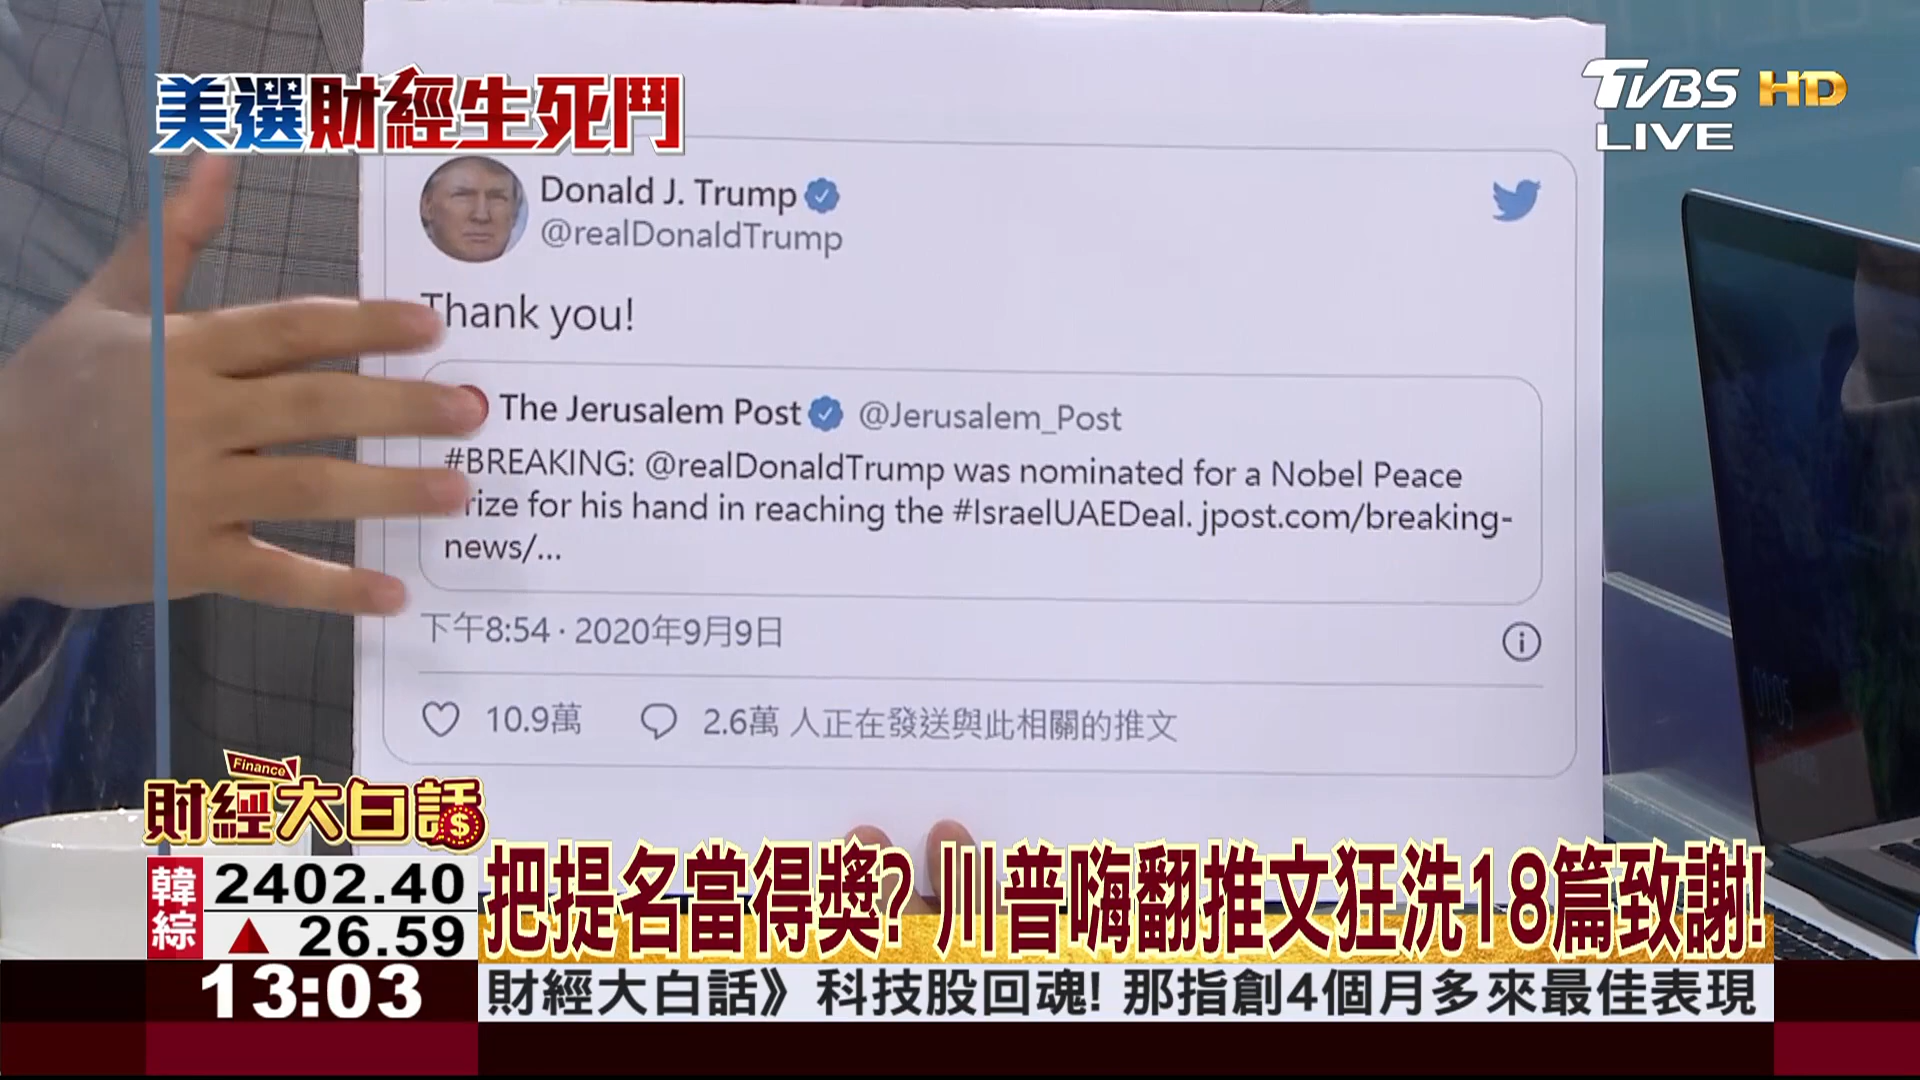 美選財經生死鬥
TVBS HD
LIVE
Donald J. Trump
@realDonaldTrump
Thank you!
The Jerusalem Post @Jerusalem_Post
#BREAKING: @realDonaldTrump was nominated for a Nobel Peace
rize for his hand in reaching the #IsraelUAEDeal. jpost.com/breaking-
news/...
下午8:54 · 2020年9月9日
10.9萬 2.6萬 人正在發送與此相關的推文
Finance
財經大白話
韓綜 2402.40
▲ 26.59
把提名當得獎? 川普嗨翻推文狂洗18篇致謝!
13:03
財經大白話》科技股回魂! 那指創4個月多來最佳表現